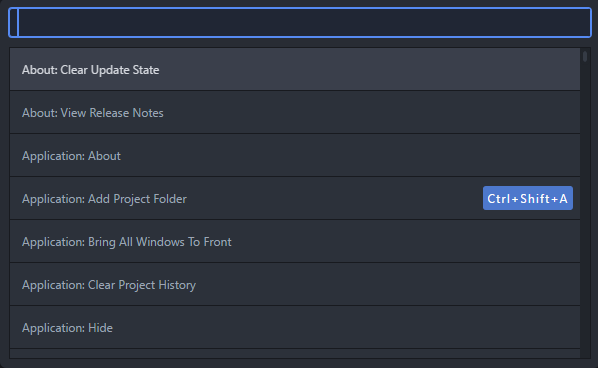 About: Clear Update State
About: View Release Notes
Application: About
Application: Add Project Folder Ctrl+Shift+A
Application: Bring All Windows To Front
Application: Clear Project History
Application: Hide